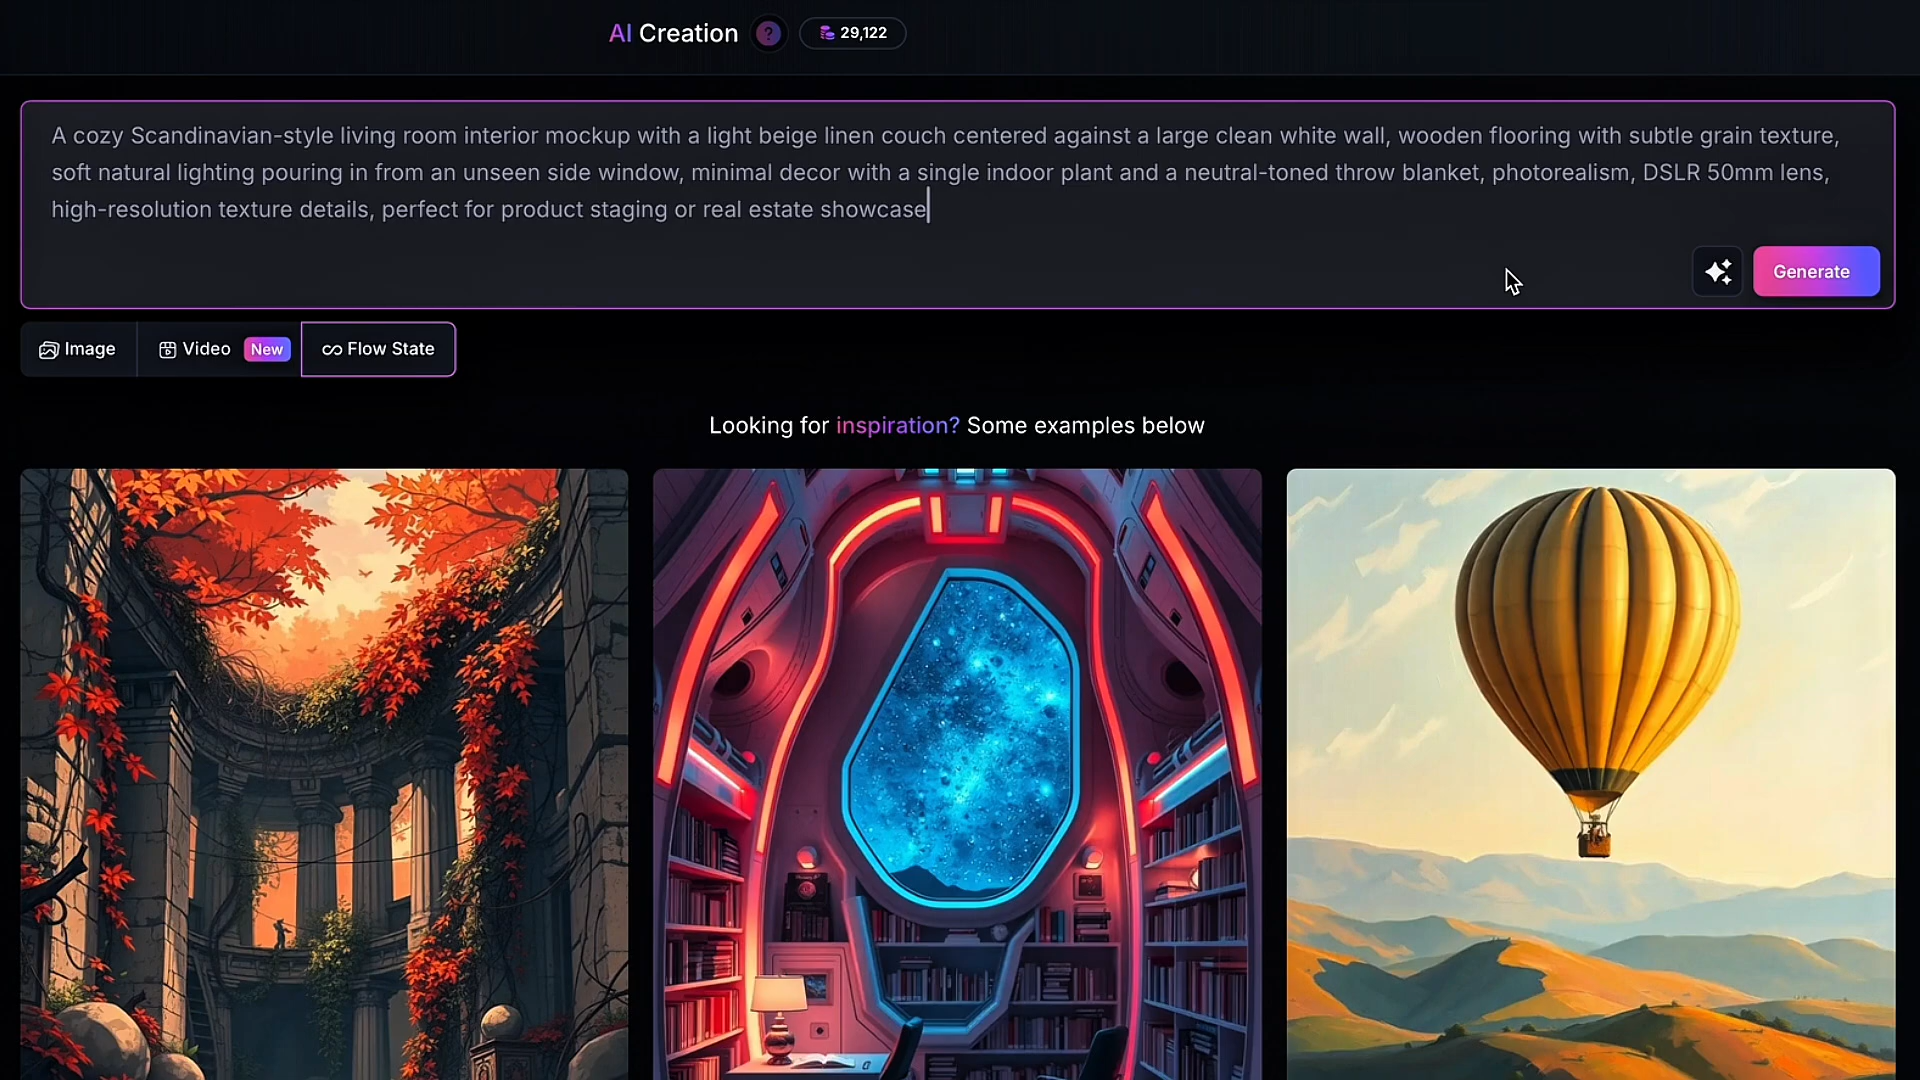 AI Creation ? 29,122
A cozy Scandinavian-style living room interior mockup with a light beige linen couch centered against a large clean white wall, wooden flooring with subtle grain texture,
soft natural lighting pouring in from an unseen side window, minimal decor with a single indoor plant and a neutral-toned throw blanket, photorealism, DSLR 50mm lens,
high-resolution texture details, perfect for product staging or real estate showcase
Generate
Image Video New Flow State
Looking for inspiration? Some examples below